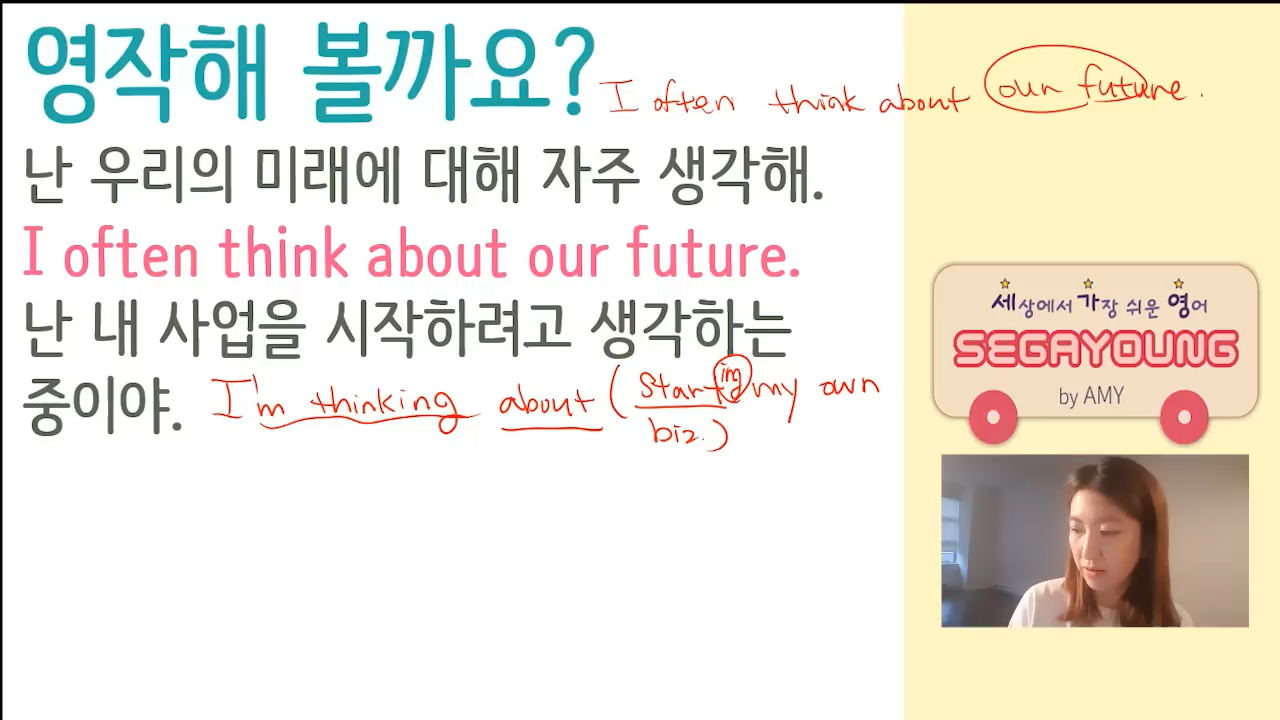 영작해 볼까요?
I often think about our future.
난 우리의 미래에 대해 자주 생각해.
I often think about our future.
난 내 사업을 시작하려고 생각하는
중이야.
I'm thinking about (starting my own
biz.)
세상에서 가장 쉬운 영어
SEGAYOUNG
by AMY